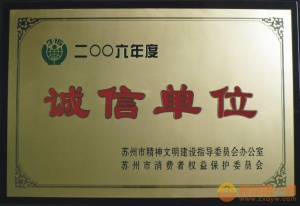 二〇〇六年度
诚信单位
苏州市精神文明建设指导委员会办公室
苏州市消费者权益保护委员会